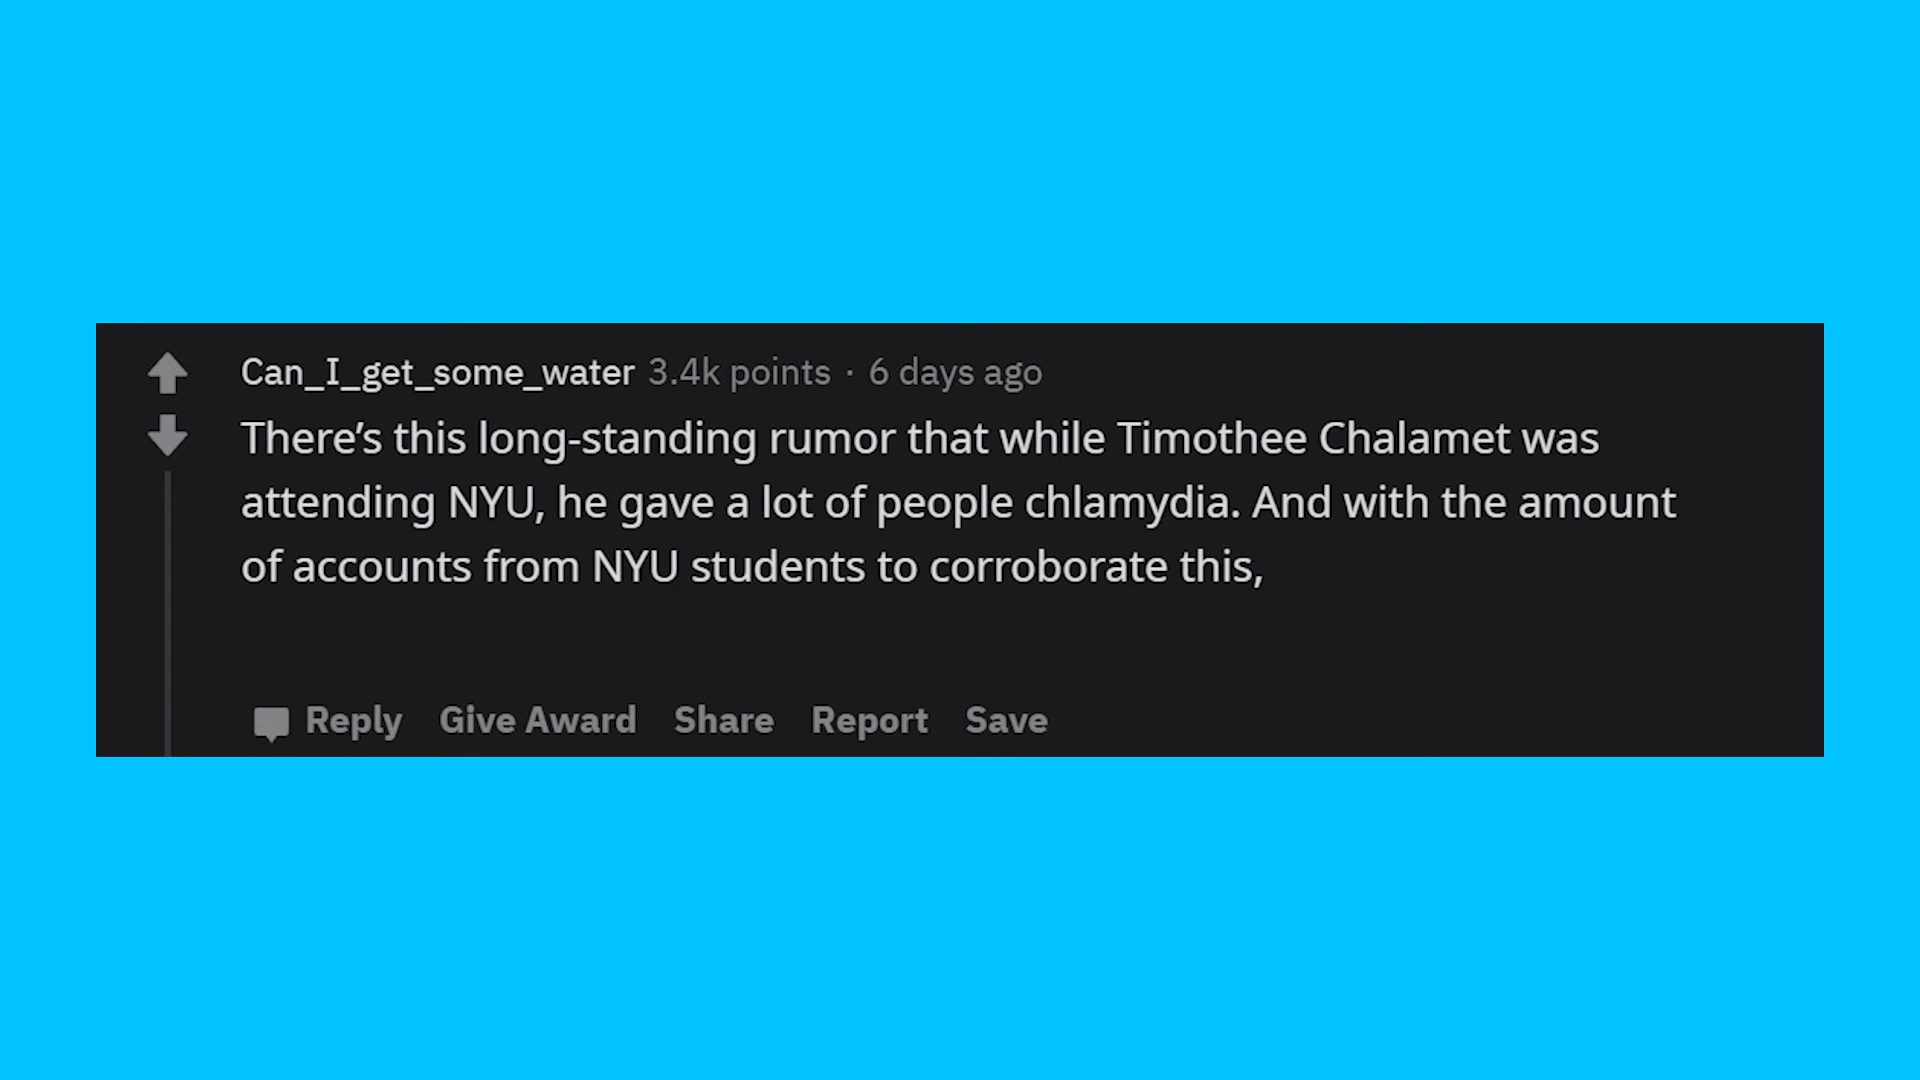 Can_I_get_some_water 3.4k points · 6 days ago
There’s this long-standing rumor that while Timothee Chalamet was
attending NYU, he gave a lot of people chlamydia. And with the amount
of accounts from NYU students to corroborate this,
Reply Give Award Share Report Save